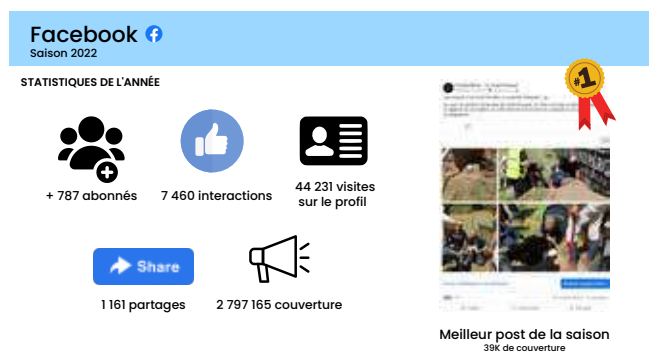 Facebook
Saison 2022
STATISTIQUES DE L'ANNÉE
#1
+ 787 abonnés
7 460 interactions
44 231 visites
sur le profil
Share
1 161 partages
2 797 165 couverture
Meilleur post de la saison
39K de couverture